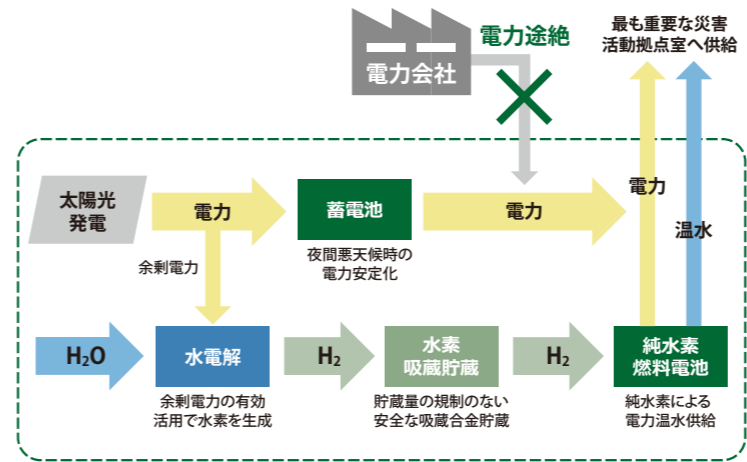 電力会社
電力途絶
最も重要な災害
活動拠点室へ供給
太陽光
発電
電力
蓄電池
電力
電力
温水
余剰電力
夜間悪天候時の
電力安定化
H₂O
水電解
H₂
水素
吸蔵貯蔵
H₂
純水素
燃料電池
余剰電力の有効
活用で水素を生成
貯蔵量の規制のない
安全な吸蔵合金貯蔵
純水素による
電力温水供給